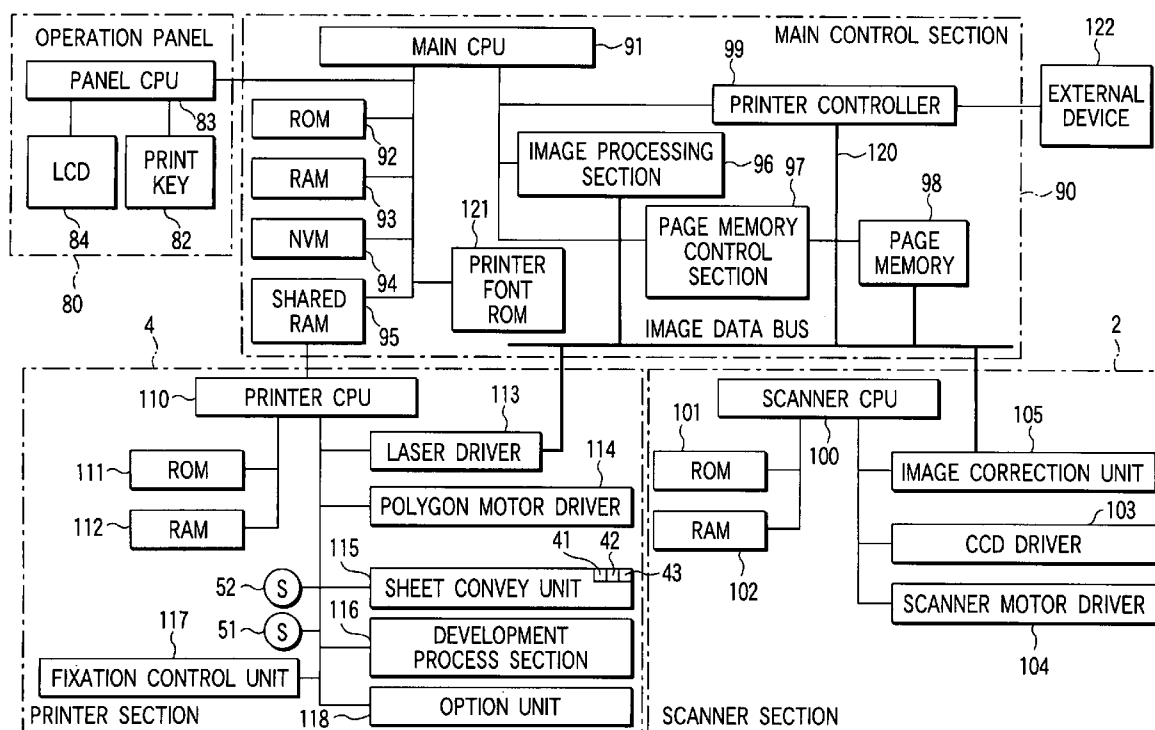 OPERATION PANEL
PANEL CPU
83
LCD
PRINT
KEY
84
82
80
MAIN CPU
91
MAIN CONTROL SECTION
99
PRINTER CONTROLLER
122
EXTERNAL
DEVICE
ROM
92
RAM
93
NVM
94
SHARED
RAM
95
121
PRINTER
FONT
ROM
IMAGE PROCESSING
SECTION
96
97
120
PAGE MEMORY
CONTROL
SECTION
98
PAGE
MEMORY
90
IMAGE DATA BUS
4
110
PRINTER CPU
113
LASER DRIVER
111
ROM
112
RAM
114
POLYGON MOTOR DRIVER
115
41
42
43
SHEET CONVEY UNIT
52
S
51
S
116
DEVELOPMENT
PROCESS SECTION
117
FIXATION CONTROL UNIT
118
OPTION UNIT
PRINTER SECTION
2
SCANNER CPU
100
101
ROM
RAM
102
105
IMAGE CORRECTION UNIT
103
CCD DRIVER
SCANNER MOTOR DRIVER
104
SCANNER SECTION